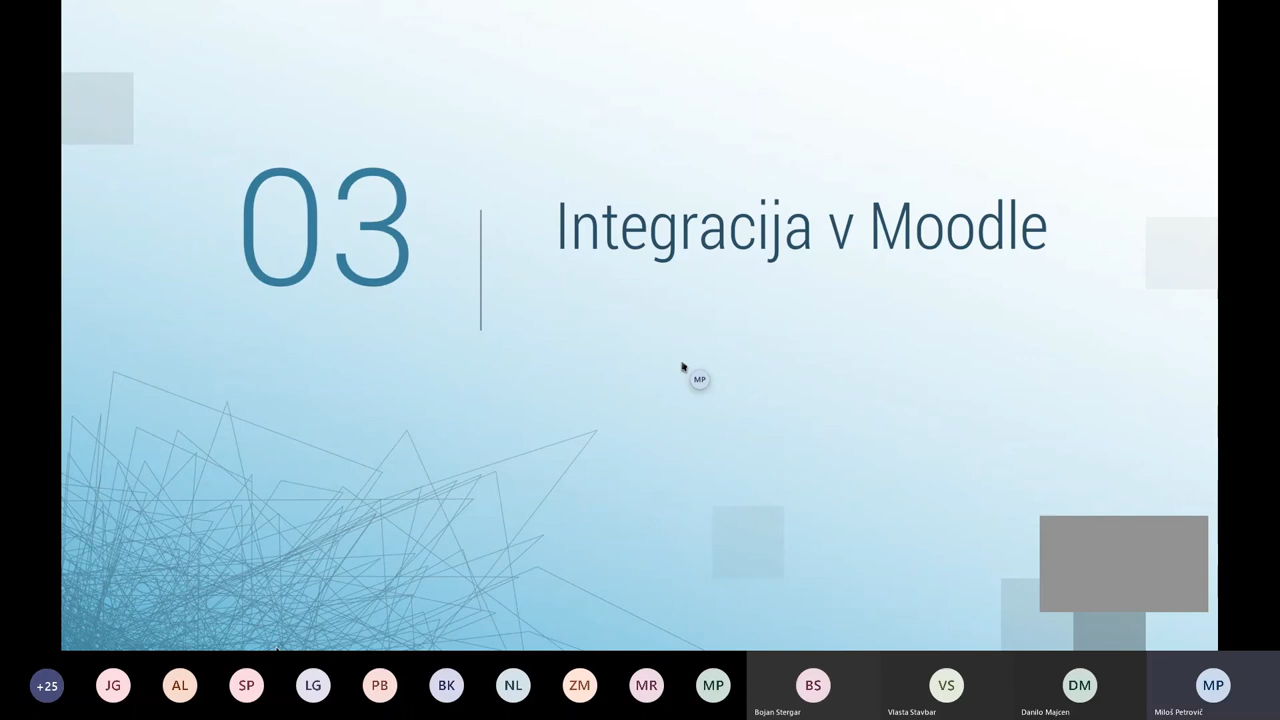 03
Integracija v Moodle
MP
+25
JG
AL
SP
LG
PB
BK
NL
ZM
MR
MP
BS
VS
DM
MP
Bojan Stergar
Vlasta Stavbar
Danilo Majcen
Miloš Petrovič